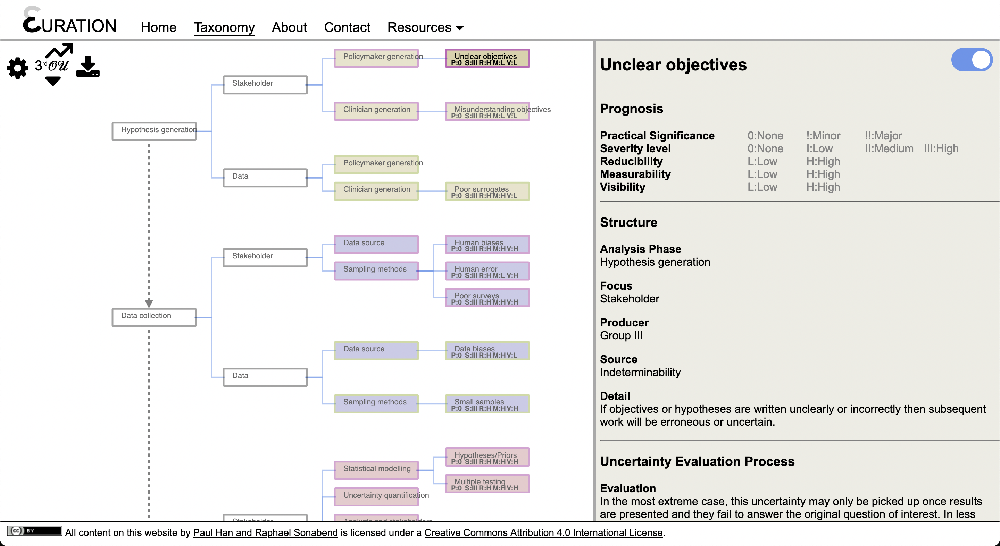 ƐURATION
Home Taxonomy About Contact Resources
3rd OU
Hypothesis generation
Data collection
Stakeholder
Data
Stakeholder
Data
Stakeholder
Policymaker generation
Clinician generation
Policymaker generation
Clinician generation
Data source
Sampling methods
Data source
Sampling methods
Statistical modelling
Uncertainty quantification
Analysts and stakeholders
Unclear objectives
P:0 S:III R:H M:L V:L
Misunderstanding objectives
P:0 S:III R:H M:L V:L
Poor surrogates
P:0 S:III R:H M:H V:L
Human biases
P:0 S:III R:H M:H V:H
Human error
P:0 S:III R:H M:L V:H
Poor surveys
P:0 S:III R:H M:H V:H
Data biases
P:0 S:III R:H M:H V:L
Small samples
P:0 S:III R:H M:H V:H
Hypotheses/Priors
P:0 S:III R:H M:H V:H
Multiple testing
P:0 S:III R:H M:H V:H
Unclear objectives
Prognosis
Practical Significance 0:None !:Minor !!:Major
Severity level 0:None I:Low II:Medium III:High
Reducibility L:Low H:High
Measurability L:Low H:High
Visibility L:Low H:High
Structure
Analysis Phase
Hypothesis generation
Focus
Stakeholder
Producer
Group III
Source
Indeterminability
Detail
If objectives or hypotheses are written unclearly or incorrectly then subsequent
work will be erroneous or uncertain.
Uncertainty Evaluation Process
Evaluation
In the most extreme case, this uncertainty may only be picked up once results
are presented and they fail to answer the original question of interest. In less
(cc) BY
All content on this website by Paul Han and Raphael Sonabend is licensed under a Creative Commons Attribution 4.0 International License.